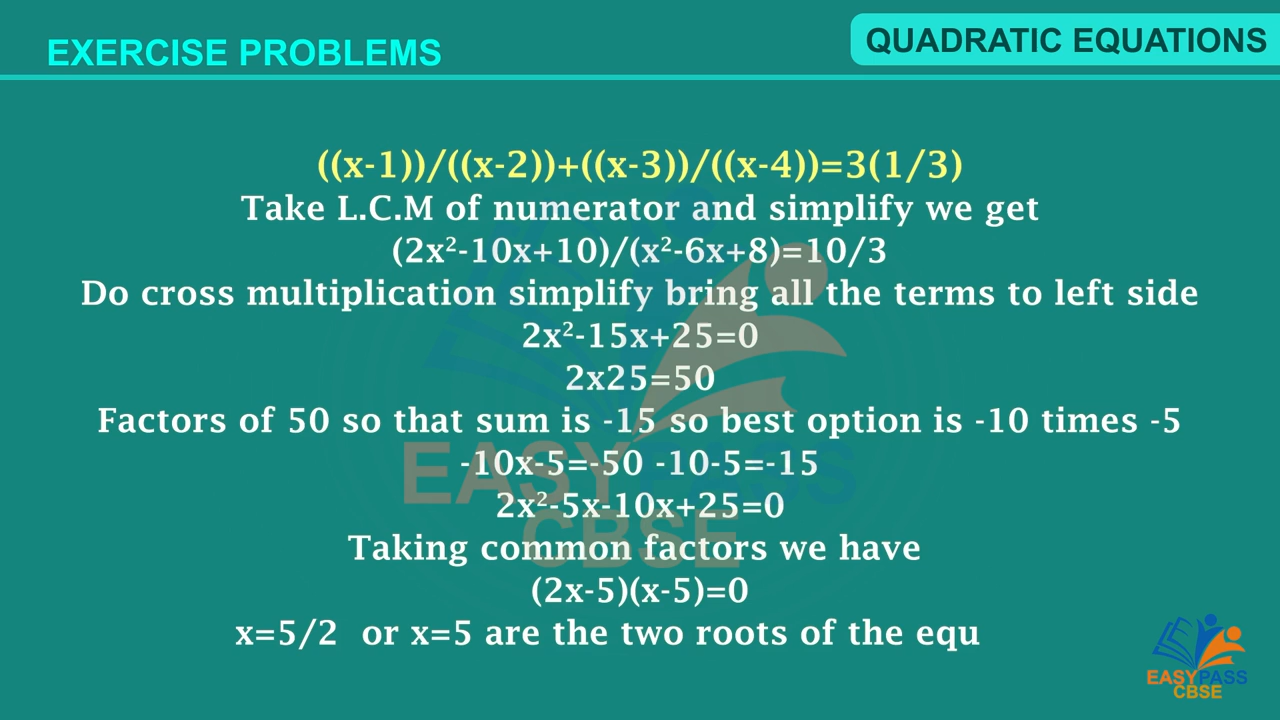 EXERCISE PROBLEMS
QUADRATIC EQUATIONS
((x-1))/((x-2))+((x-3))/((x-4))=3(1/3)
Take L.C.M of numerator and simplify we get
(2x²-10x+10)/(x²-6x+8)=10/3
Do cross multiplication simplify bring all the terms to left side
2x²-15x+25=0
2x25=50
Factors of 50 so that sum is -15 so best option is -10 times -5
-10x-5=-50 -10-5=-15
2x²-5x-10x+25=0
Taking common factors we have
(2x-5)(x-5)=0
x=5/2 or x=5 are the two roots of the equ
EASYPASS
CBSE
EASYPASS
CBSE